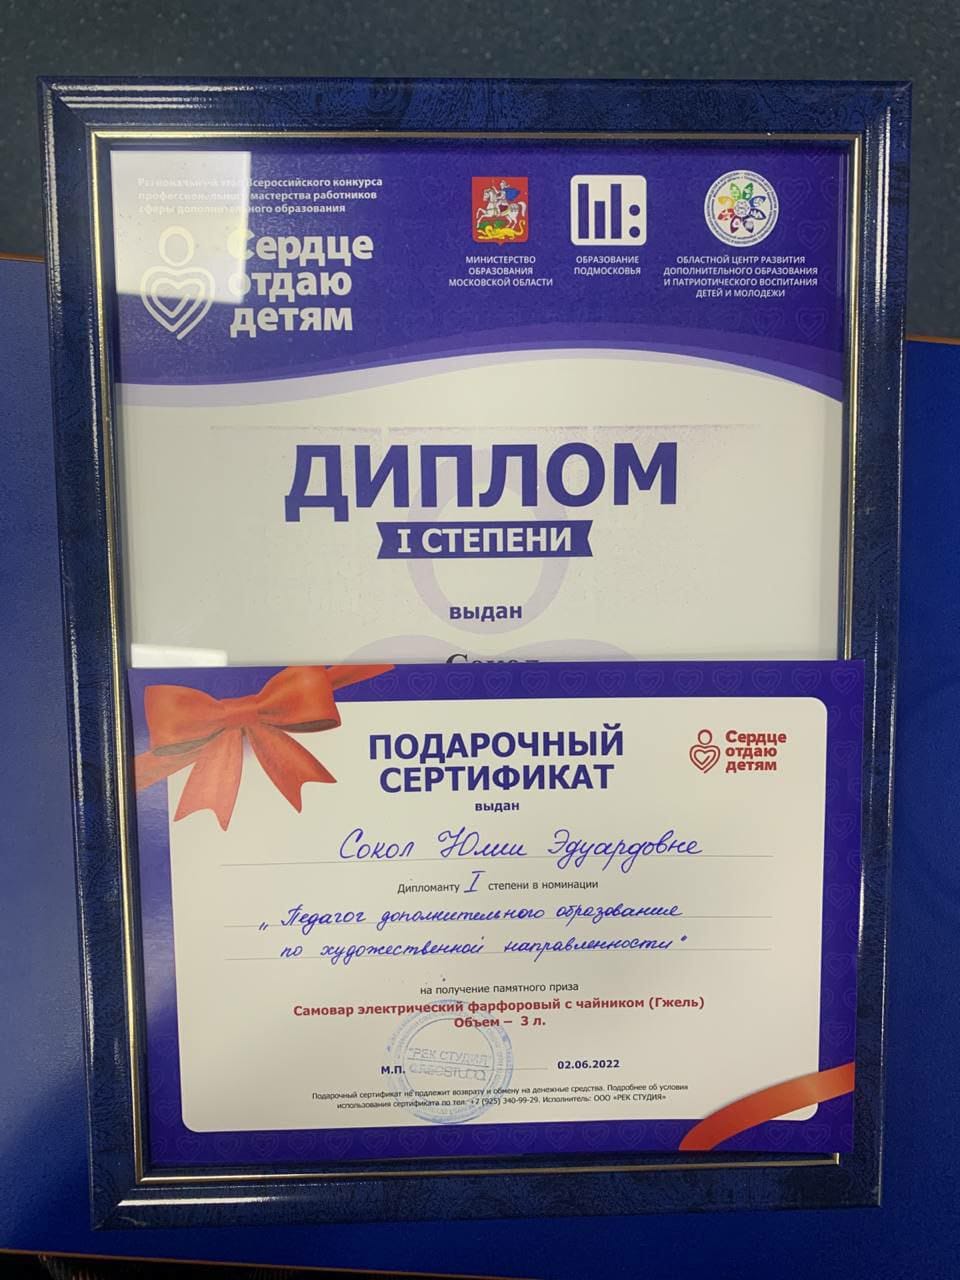 Региональный этап Всероссийского конкурса
профессионального мастерства работников
сферы дополнительного образования
Сердце
отдаю
детям
МИНИСТЕРСТВО
ОБРАЗОВАНИЯ
МОСКОВСКОЙ ОБЛАСТИ
ОБРАЗОВАНИЕ
ПОДМОСКОВЬЯ
ОБЛАСТНОЙ ЦЕНТР РАЗВИТИЯ
ДОПОЛНИТЕЛЬНОГО ОБРАЗОВАНИЯ
И ПАТРИОТИЧЕСКОГО ВОСПИТАНИЯ
ДЕТЕЙ И МОЛОДЕЖИ
ДИПЛОМ
I СТЕПЕНИ
выдан
Сокол
ПОДАРОЧНЫЙ
СЕРТИФИКАТ
выдан
Сердце
отдаю
детям
Сокол Юлии Эдуардовне
Дипломанту I степени в номинации
„Педагог дополнительного образования
по художественной направленности"
на получение памятного приза
Самовар электрический фарфоровый с чайником (Гжель)
Объем – 3 л.
"РЕК СТУДИЯ"
М.П.
02.06.2022
Подарочный сертификат не подлежит возврату и обмену на денежные средства. Подробнее об условиях
использования сертификата по тел. +7 (925) 340-99-29. Исполнитель: ООО «РЕК СТУДИЯ»